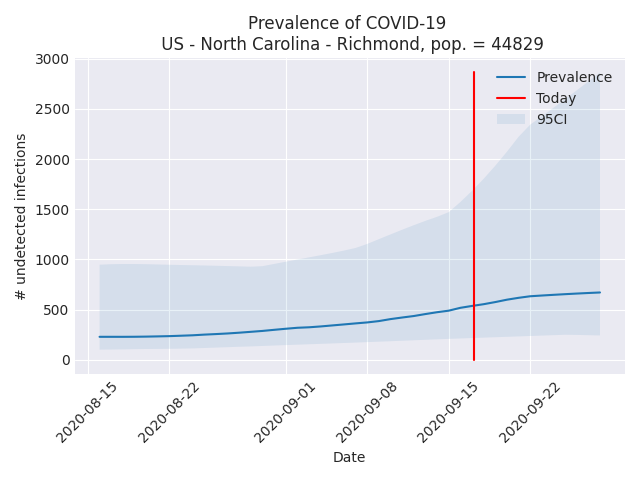 Prevalence of COVID-19
US - North Carolina - Richmond, pop. = 44829
3000
2500
2000
1500
1000
500
0
# undetected infections
Prevalence
Today
95CI
2020-08-15
2020-08-22
2020-09-01
2020-09-08
2020-09-15
2020-09-22
Date